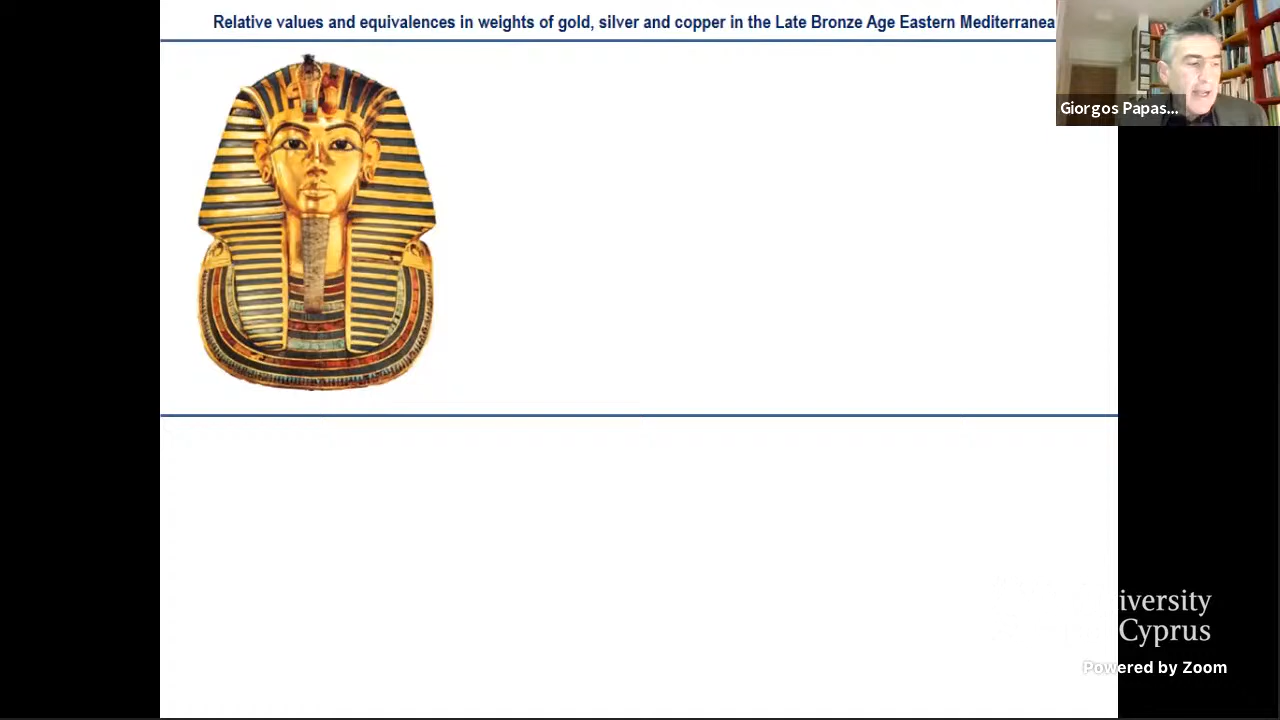 Relative values and equivalences in weights of gold, silver and copper in the Late Bronze Age Eastern Mediterranea
Giorgos Papas...
iversity
Cyprus
Powered by Zoom